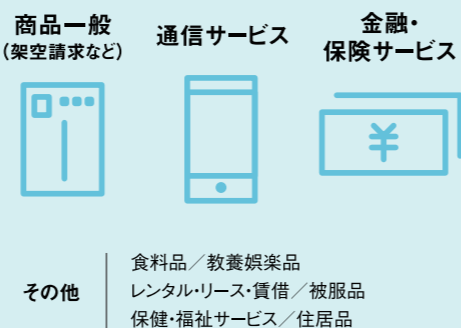 商品一般
（架空請求など）
通信サービス
金融・
保険サービス
¥
その他
食料品／教養娯楽品
レンタル・リース・賃借／被服品
保健・福祉サービス／住居品